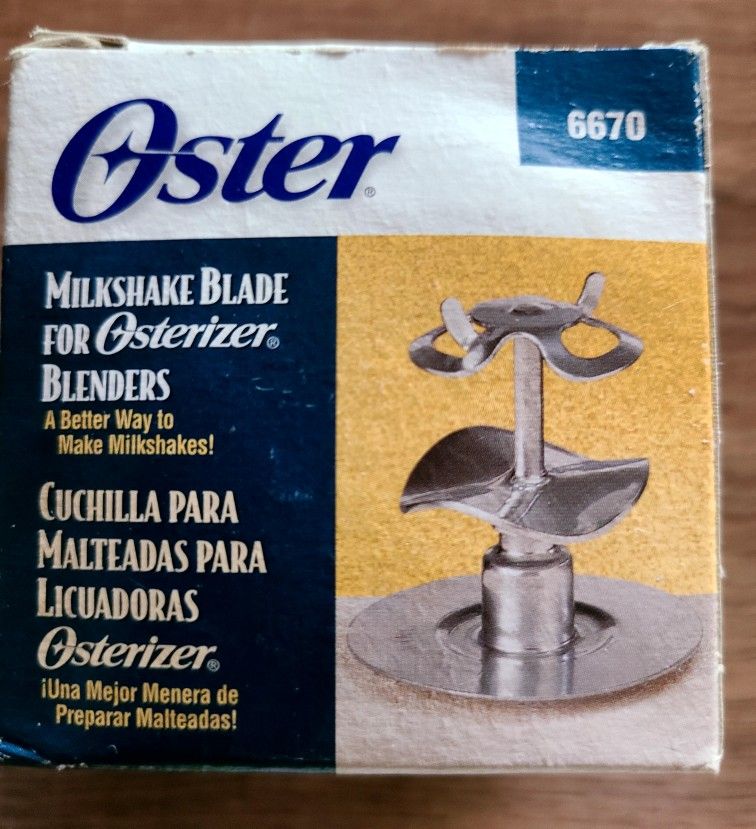 Oster®
6670
MILKSHAKE BLADE
FOR Osterizer®
BLENDERS
A Better Way to
Make Milkshakes!
CUCHILLA PARA
MALTEADAS PARA
LICUADORAS
Osterizer®
¡Una Mejor Menera de
Preparar Malteadas!